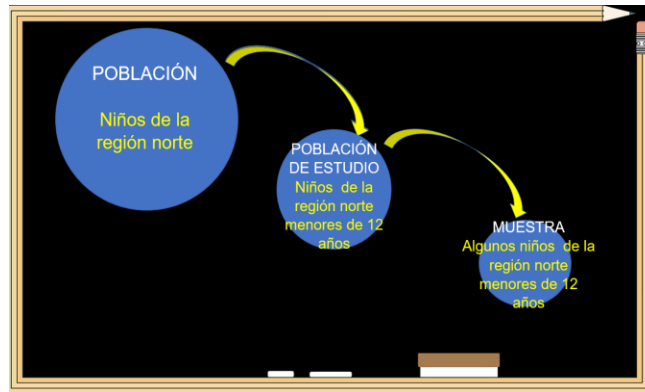 POBLACIÓN
Niños de la
región norte
POBLACIÓN
DE ESTUDIO
Niños de la
región norte
menores de 12
años
MUESTRA
Algunos niños de la
región norte
menores de 12
años